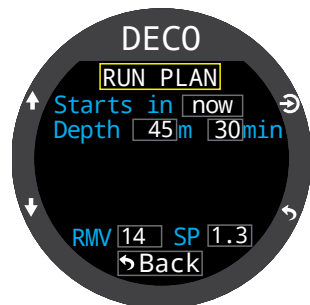 DECO
RUN PLAN
Starts in now
Depth 45m 30min
RMV 14 SP 1.3
Back